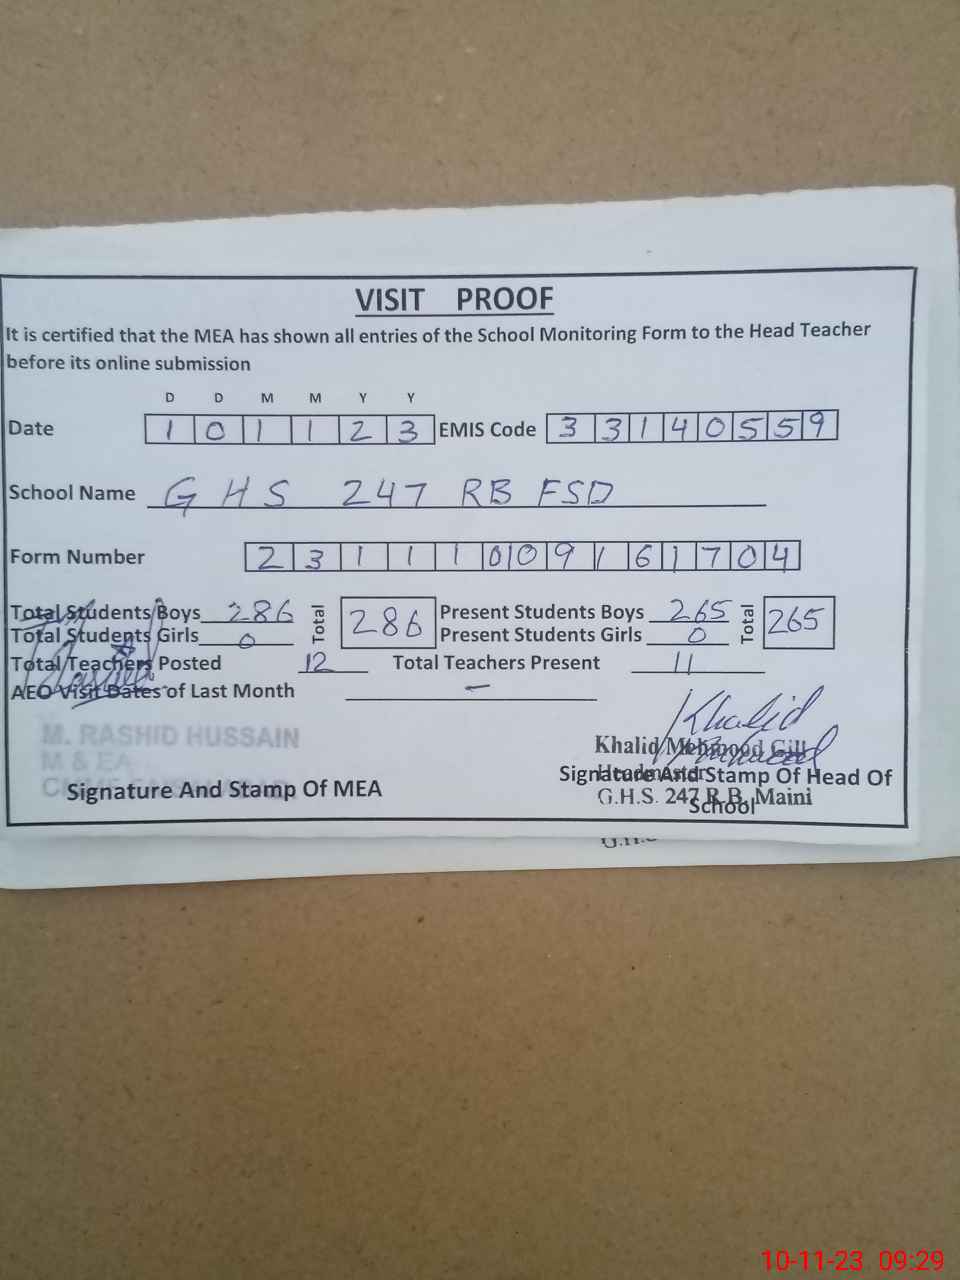 VISIT PROOF
It is certified that the MEA has shown all entries of the School Monitoring Form to the Head Teacher
before its online submission
D D M M Y Y
Date 1 0 1 1 2 3 EMIS Code 3 3 1 4 0 5 5 9
School Name G H S 247 RB FSD
Form Number 2 3 1 1 1 0 0 9 1 6 1 7 0 4
Total Students Boys 286 Total 286 Present Students Boys 265 Total 265
Total Students Girls 0 Present Students Girls 0
Total Teachers Posted 12 Total Teachers Present 11
AEO Visit Dates of Last Month -
Khalid
M. RASHID HUSSAIN Khalid Mehmood Gill
M & EA Headmaster
Signature And Stamp Of MEA Signature And Stamp Of Head Of
G.H.S. 247 R.B. Maini
School
10-11-23 09:29